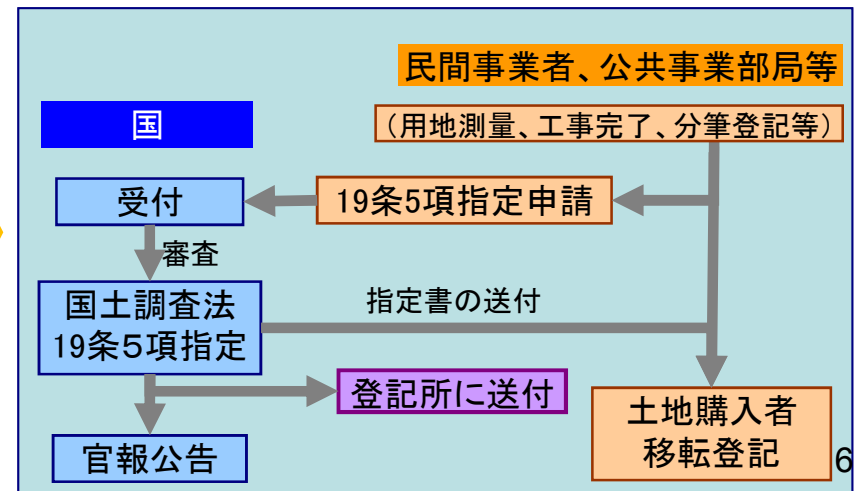 民間事業者、公共事業部局等
国
（用地測量、工事完了、分筆登記等）
受付
19条5項指定申請
審査
国土調査法
19条５項指定
指定書の送付
登記所に送付
土地購入者
移転登記
官報公告
6